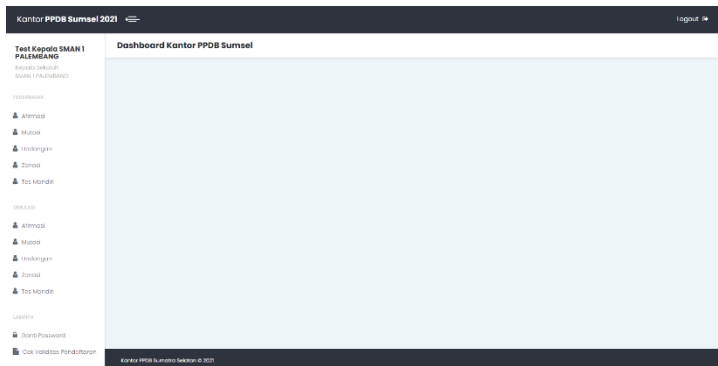 Kantor PPDB Sumsel 2021
Logout
Test Kepala SMAN 1
PALEMBANG
Kepala Sekolah
SMAN 1 PALEMBANG
Dashboard Kantor PPDB Sumsel
Afirmasi
Mutasi
Undangan
Zonasi
Tes Mandiri
Afirmasi
Mutasi
Undangan
Zonasi
Tes Mandiri
LAINNYA
Ganti Password
Cek Validitas Pendaftaran
Kantor PPDB Sumatra Selatan © 2021